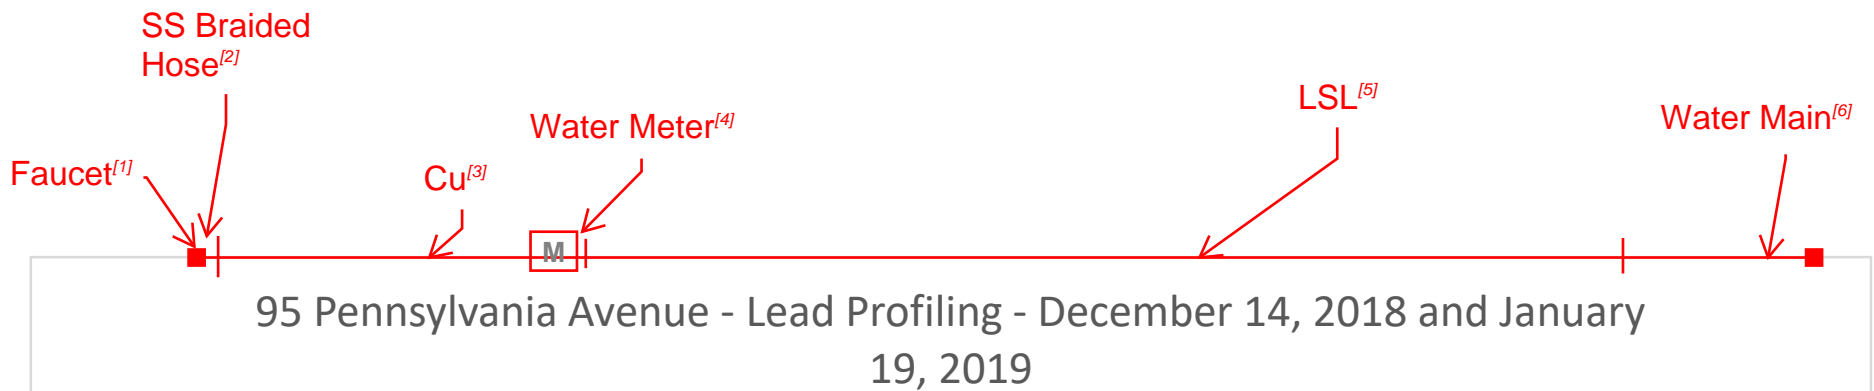 SS Braided
Hose[2]
Faucet[1]
Cu[3]
Water Meter[4]
LSL[5]
Water Main[6]
M
95 Pennsylvania Avenue - Lead Profiling - December 14, 2018 and January
19, 2019